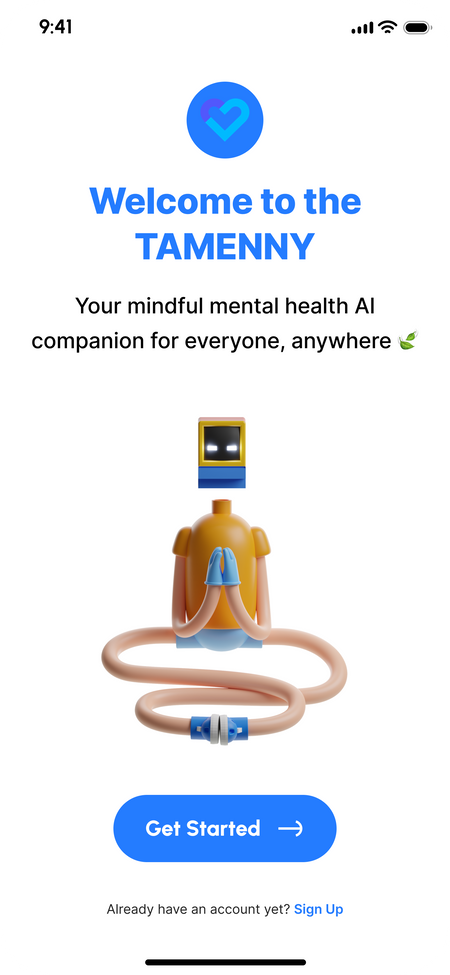 9:41
Welcome to the
TAMENNY
Your mindful mental health AI
companion for everyone, anywhere 🌿
Get Started
Already have an account yet? Sign Up